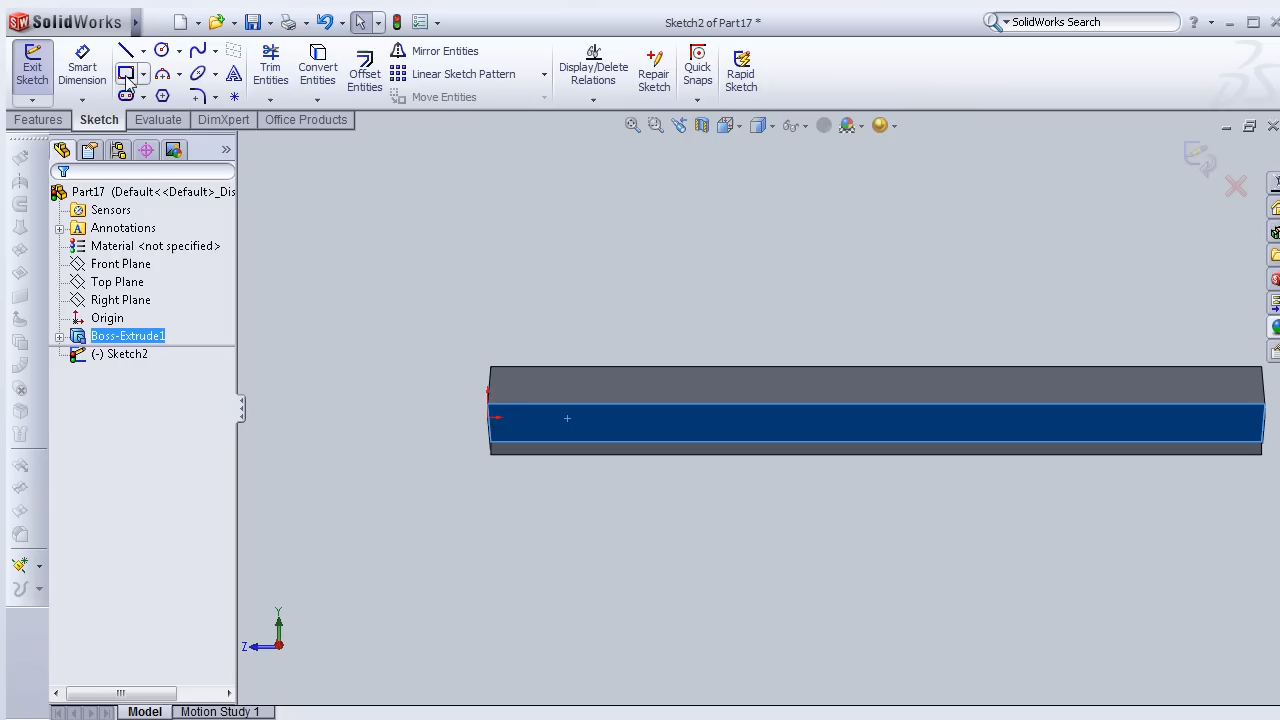 SolidWorks
Sketch2 of Part17 *
SolidWorks Search
?
Exit Sketch
Smart Dimension
Trim Entities
Convert Entities
Offset Entities
Mirror Entities
Linear Sketch Pattern
Move Entities
Display/Delete Relations
Repair Sketch
Quick Snaps
Rapid Sketch
Features
Sketch
Evaluate
DimXpert
Office Products
Part17 (Default<<Default>_Dis
Sensors
Annotations
Material <not specified>
Front Plane
Top Plane
Right Plane
Origin
Boss-Extrude1
(-) Sketch2
Y
Z
Model
Motion Study 1